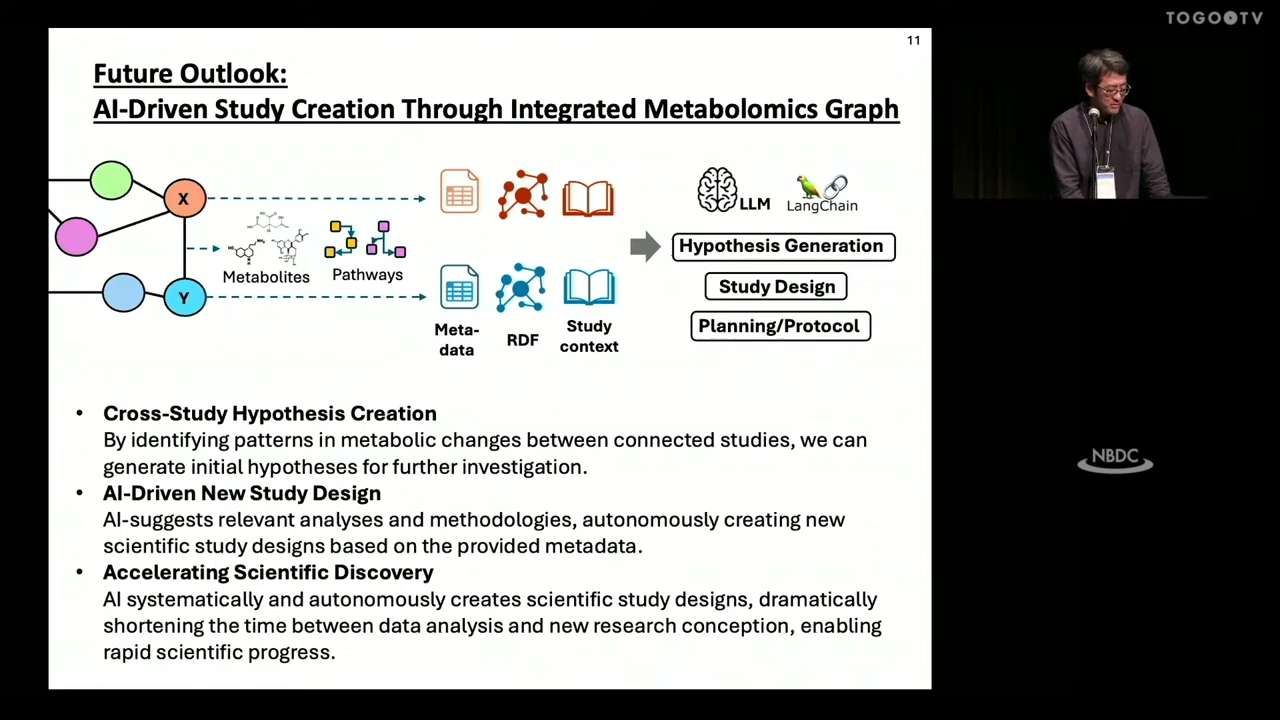 TOGOTV
11
Future Outlook:
AI-Driven Study Creation Through Integrated Metabolomics Graph
X
Y
Metabolites
Pathways
Meta-
data
RDF
Study
context
LLM
LangChain
Hypothesis Generation
Study Design
Planning/Protocol
• Cross-Study Hypothesis Creation
By identifying patterns in metabolic changes between connected studies, we can
generate initial hypotheses for further investigation.
• AI-Driven New Study Design
AI-suggests relevant analyses and methodologies, autonomously creating new
scientific study designs based on the provided metadata.
• Accelerating Scientific Discovery
AI systematically and autonomously creates scientific study designs, dramatically
shortening the time between data analysis and new research conception, enabling
rapid scientific progress.
NBDC